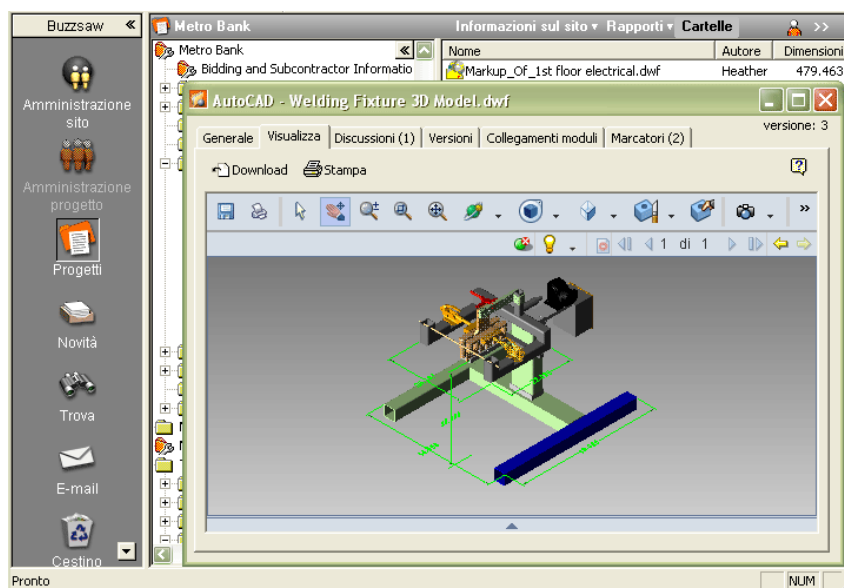 Buzzsaw «
Amministrazione
sito
Amministrazione
progetto
Progetti
Novità
Trova
E-mail
Cestino
Metro Bank
Informazioni sul sito Rapporti Cartelle >>
Metro Bank «
Bidding and Subcontractor Informatio
Nome Autore Dimensioni
Markup_Of_1st floor electrical.dwf Heather 479.463
AutoCAD - Welding Fixture 3D Model.dwf
versione: 3
Generale Visualizza Discussioni (1) Versioni Collegamenti moduli Marcatori (2)
Download Stampa
»
1 di 1
Pronto NUM